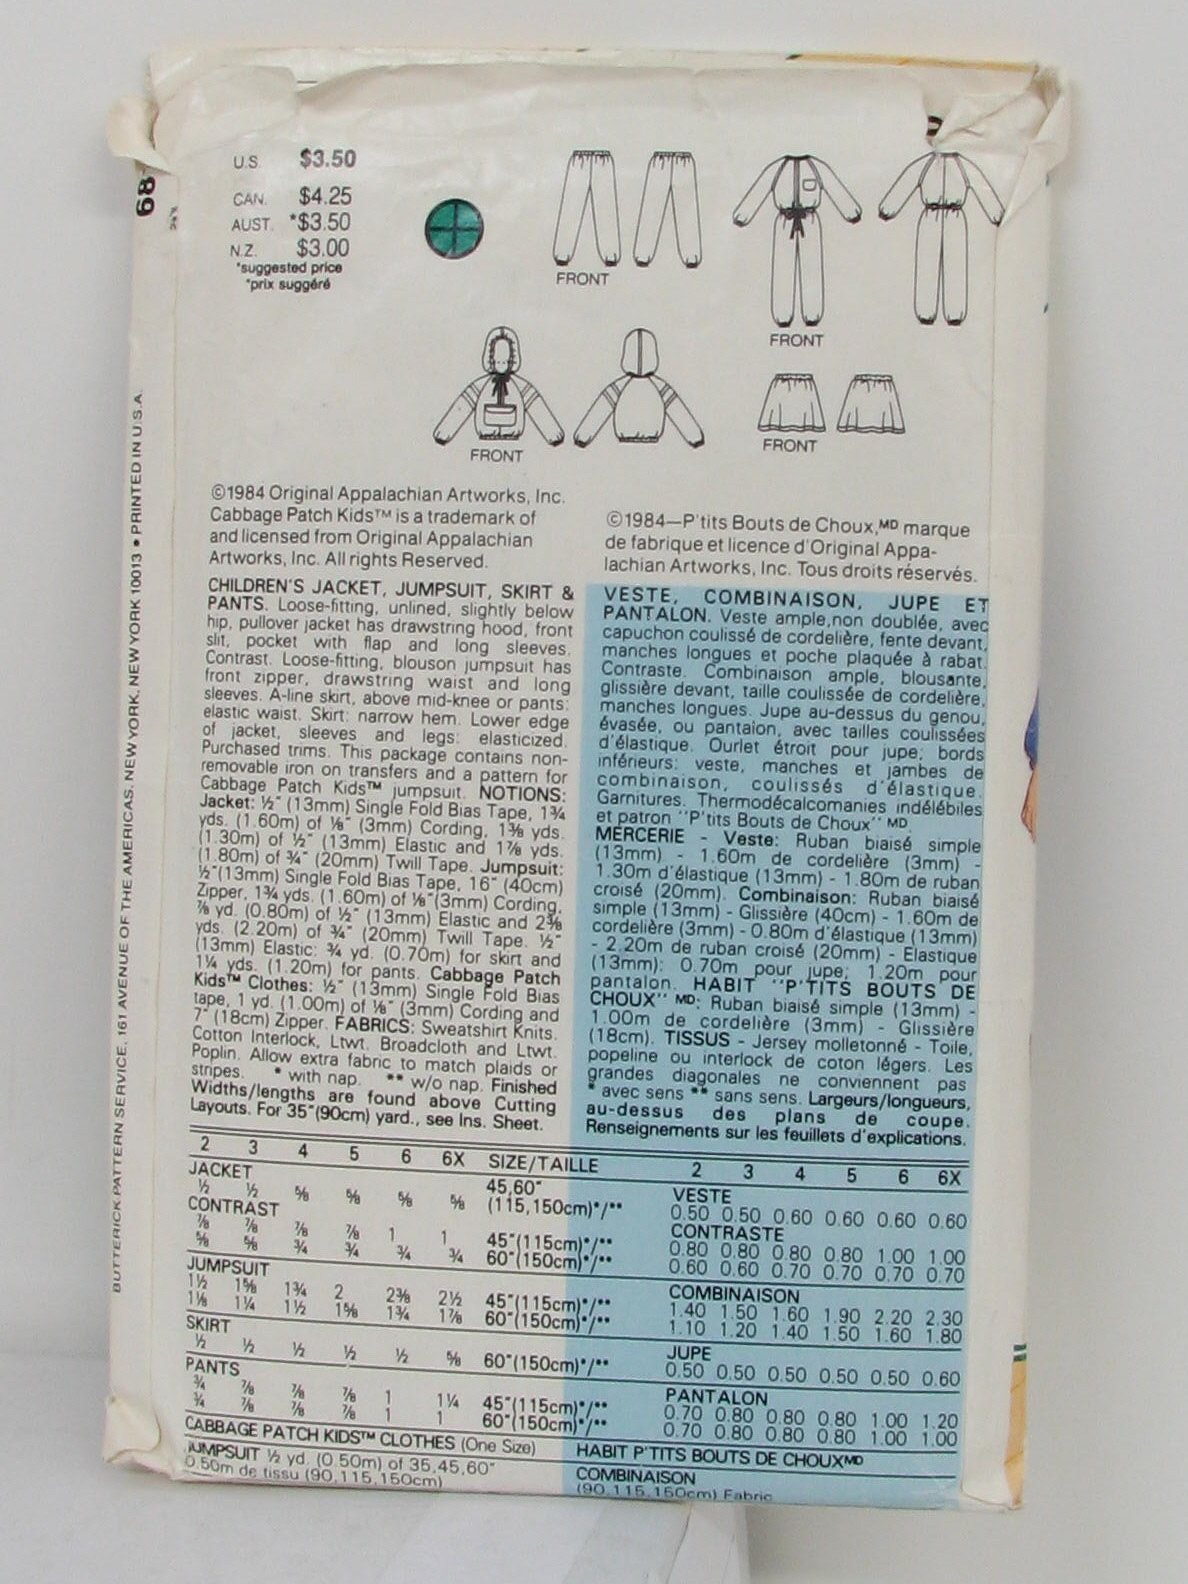 U.S. $3.50
CAN. $4.25
AUST. *$3.50
N.Z. $3.00
*suggested price
*prix suggéré
FRONT
FRONT
FRONT
FRONT
68
BUTTERICK PATTERN SERVICE, 161 AVENUE OF THE AMERICAS, NEW YORK, NEW YORK 10013 • PRINTED IN U.S.A.
©1984 Original Appalachian Artworks, Inc.
Cabbage Patch Kids™ is a trademark of
and licensed from Original Appalachian
Artworks, Inc. All rights Reserved.
CHILDREN'S JACKET, JUMPSUIT, SKIRT &
PANTS. Loose-fitting, unlined, slightly below
hip, pullover jacket has drawstring hood, front
slit, pocket with flap and long sleeves.
Contrast. Loose-fitting, blouson jumpsuit has
front zipper, drawstring waist and long
sleeves. A-line skirt, above mid-knee or pants:
elastic waist. Skirt: narrow hem. Lower edge
of jacket, sleeves and legs: elasticized.
Purchased trims. This package contains non-
removable iron on transfers and a pattern for
Cabbage Patch Kids™ jumpsuit. NOTIONS:
Jacket: ½" (13mm) Single Fold Bias Tape, 1¾
yds. (1.60m) of ⅛" (3mm) Cording, 1⅜ yds.
(1.30m) of ½" (13mm) Elastic and 1⅞ yds.
(1.80m) of ¾" (20mm) Twill Tape. Jumpsuit:
½"(13mm) Single Fold Bias Tape, 16" (40cm)
Zipper, 1¾ yds. (1.60m) of ⅛"(3mm) Cording,
⅞ yd. (0.80m) of ½" (13mm) Elastic and 2⅜
yds. (2.20m) of ¾" (20mm) Twill Tape. ½"
(13mm) Elastic: ¾ yd. (0.70m) for skirt and
1¼ yds. (1.20m) for pants. Cabbage Patch
Kids™ Clothes: ½" (13mm) Single Fold Bias
tape, 1 yd. (1.00m) of ⅛" (3mm) Cording and
7" (18cm) Zipper. FABRICS: Sweatshirt Knits,
Cotton Interlock, Ltwt. Broadcloth and Ltwt.
Poplin. Allow extra fabric to match plaids or
stripes. * with nap. ** w/o nap. Finished
Widths/lengths are found above Cutting
Layouts. For 35"(90cm) yard., see Ins. Sheet.
©1984—P'tits Bouts de Choux,MD marque
de fabrique et licence d'Original Appa-
lachian Artworks, Inc. Tous droits réservés.
VESTE, COMBINAISON, JUPE ET
PANTALON. Veste ample,non doublée, avec
capuchon coulissé de cordelière, fente devant,
manches longues et poche plaquée à rabat.
Contraste. Combinaison ample, blousante,
glissière devant, taille coulissée de cordelière,
manches longues. Jupe au-dessus du genou,
évasée, ou pantalon, avec tailles coulissées
d'élastique. Ourlet étroit pour jupe; bords
inférieurs: veste, manches et jambes de
combinaison, coulissés d'élastique.
Garnitures. Thermodécalcomanies indélébiles
et patron "P'tits Bouts de Choux" MD.
MERCERIE - Veste: Ruban biaisé simple
(13mm) - 1.60m de cordelière (3mm) -
1.30m d'élastique (13mm) - 1.80m de ruban
croisé (20mm). Combinaison: Ruban biaisé
simple (13mm) - Glissière (40cm) - 1.60m de
cordelière (3mm) - 0.80m d'élastique (13mm)
- 2.20m de ruban croisé (20mm) - Elastique
(13mm): 0.70m pour jupe; 1.20m pour
pantalon. HABIT "P'TITS BOUTS DE
CHOUX" MD: Ruban biaisé simple (13mm) -
1.00m de cordelière (3mm) - Glissière
(18cm). TISSUS - Jersey molletonné - Toile,
popeline ou interlock de coton légers. Les
grandes diagonales ne conviennent pas
* avec sens ** sans sens. Largeurs/longueurs,
au-dessus des plans de coupe.
Renseignements sur les feuillets d'explications.
2 3 4 5 6 6X SIZE/TAILLE 2 3 4 5 6 6X
JACKET VESTE
½ ½ ⅝ ⅝ ⅝ ⅝ 45,60" (115,150cm)*/** 0.50 0.50 0.60 0.60 0.60 0.60
CONTRAST CONTRASTE
⅞ ⅞ ⅞ ⅞ 1 1 45"(115cm)*/** 0.80 0.80 0.80 0.80 1.00 1.00
⅝ ⅝ ¾ ¾ ¾ ¾ 60"(150cm)*/** 0.60 0.60 0.70 0.70 0.70 0.70
JUMPSUIT COMBINAISON
1½ 1⅝ 1¾ 2 2⅜ 2½ 45"(115cm)*/** 1.40 1.50 1.60 1.90 2.20 2.30
1⅛ 1¼ 1½ 1⅝ 1¾ 1⅞ 60"(150cm)*/** 1.10 1.20 1.40 1.50 1.60 1.80
SKIRT JUPE
½ ½ ½ ½ ½ ⅝ 60"(150cm)*/** 0.50 0.50 0.50 0.50 0.50 0.60
PANTS PANTALON
¾ ⅞ ⅞ ⅞ 1 1¼ 45"(115cm)*/** 0.70 0.80 0.80 0.80 1.00 1.20
¾ ⅞ ⅞ ⅞ 1 1 60"(150cm)*/** 0.70 0.80 0.80 0.80 1.00 1.00
CABBAGE PATCH KIDS™ CLOTHES (One Size) HABIT P'TITS BOUTS DE CHOUXMD
JUMPSUIT ½ yd. (0.50m) of 35,45,60" COMBINAISON
0.50m de tissu (90,115,150cm) (90,115,150cm) Fabric